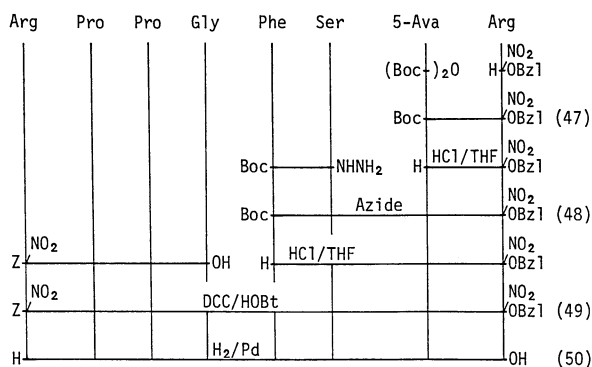 Arg Pro Pro Gly Phe Ser 5-Ava Arg
NO₂
(Boc-)₂O H OBzl
NO₂
Boc OBzl (47)
NO₂
Boc NHNH₂ H HCl/THF OBzl
NO₂
Boc Azide OBzl (48)
NO₂ NO₂
Z OH H HCl/THF OBzl
NO₂ NO₂
Z DCC/HOBt OBzl (49)
H H₂/Pd OH (50)